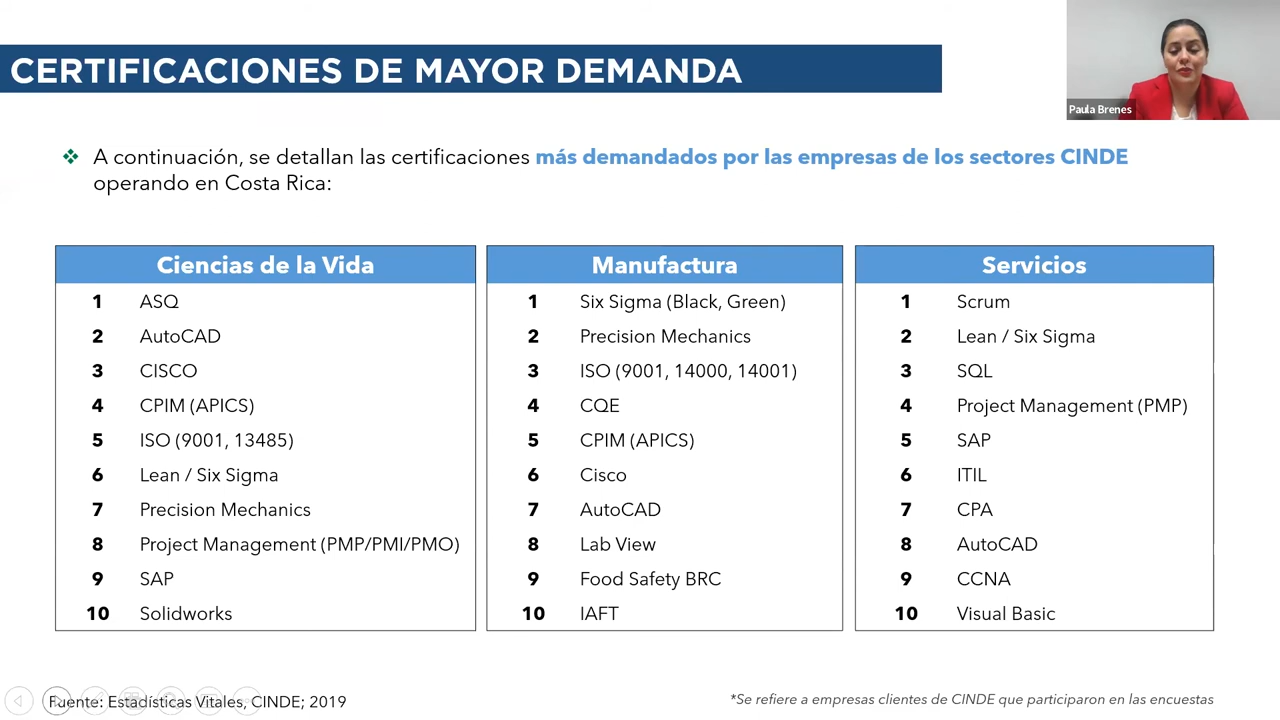 CERTIFICACIONES DE MAYOR DEMANDA
Paula Brenes
A continuación, se detallan las certificaciones más demandados por las empresas de los sectores CINDE
operando en Costa Rica:
Ciencias de la Vida
1 ASQ
2 AutoCAD
3 CISCO
4 CPIM (APICS)
5 ISO (9001, 13485)
6 Lean / Six Sigma
7 Precision Mechanics
8 Project Management (PMP/PMI/PMO)
9 SAP
10 Solidworks
Manufactura
1 Six Sigma (Black, Green)
2 Precision Mechanics
3 ISO (9001, 14000, 14001)
4 CQE
5 CPIM (APICS)
6 Cisco
7 AutoCAD
8 Lab View
9 Food Safety BRC
10 IAFT
Servicios
1 Scrum
2 Lean / Six Sigma
3 SQL
4 Project Management (PMP)
5 SAP
6 ITIL
7 CPA
8 AutoCAD
9 CCNA
10 Visual Basic
Fuente: Estadísticas Vitales, CINDE; 2019
*Se refiere a empresas clientes de CINDE que participaron en las encuestas